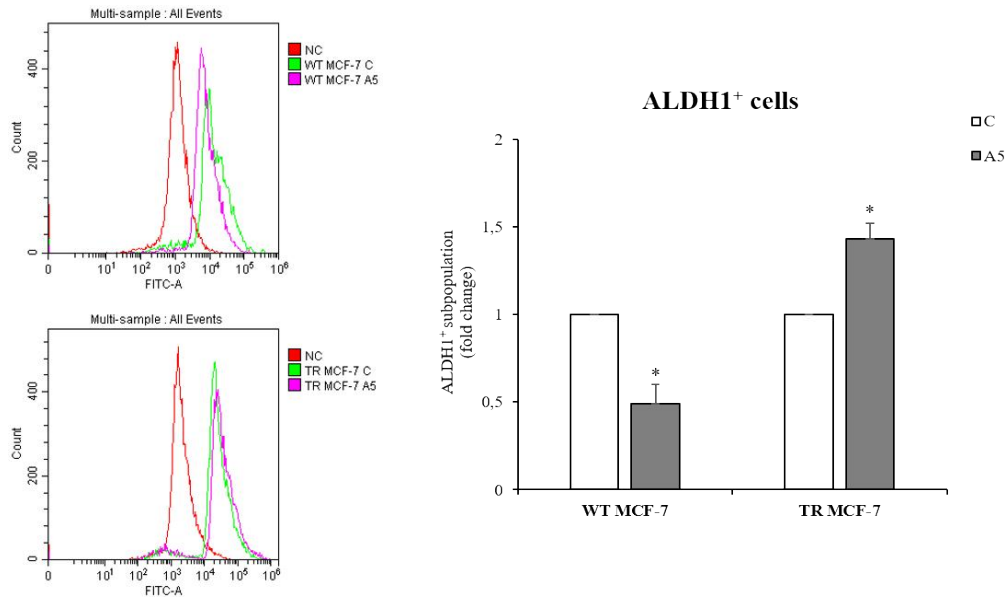 Multi-sample : All Events
NC
WT MCF-7 C
WT MCF-7 A5
Count
400
200
0
0 10¹ 10² 10³ 10⁴ 10⁵ 10⁶
FITC-A
Multi-sample : All Events
NC
TR MCF-7 C
TR MCF-7 A5
Count
400
200
0
0 10¹ 10² 10³ 10⁴ 10⁵ 10⁶
FITC-A
ALDH1⁺ cells
C
A5
ALDH1⁺ subpopulation
(fold change)
2
1,5
1
0,5
0
*
*
WT MCF-7
TR MCF-7